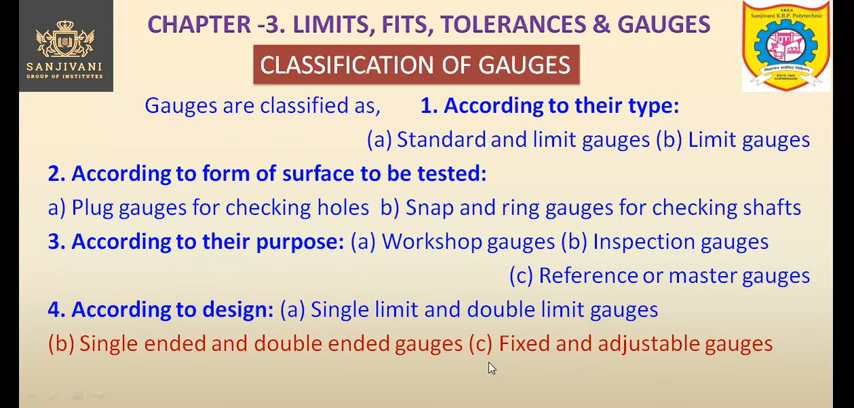 CHAPTER -3. LIMITS, FITS, TOLERANCES & GAUGES
SANJIVANI
GROUP OF INSTITUTES
Sanjivani K.B.P. Polytechnic
CLASSIFICATION OF GAUGES
Gauges are classified as, 1. According to their type:
(a) Standard and limit gauges (b) Limit gauges
2. According to form of surface to be tested:
a) Plug gauges for checking holes b) Snap and ring gauges for checking shafts
3. According to their purpose: (a) Workshop gauges (b) Inspection gauges
(c) Reference or master gauges
4. According to design: (a) Single limit and double limit gauges
(b) Single ended and double ended gauges (c) Fixed and adjustable gauges